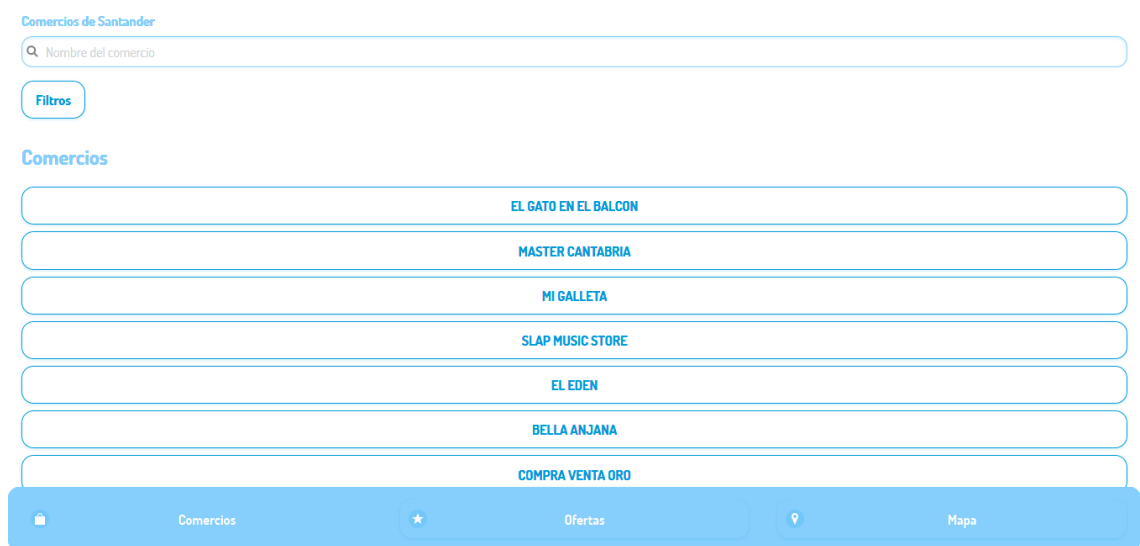 Comercios de Santander
Nombre del comercio
Filtros
Comercios
EL GATO EN EL BALCON
MASTER CANTABRIA
MI GALLETA
SLAP MUSIC STORE
EL EDEN
BELLA ANJANA
COMPRA VENTA ORO
Comercios
Ofertas
Mapa